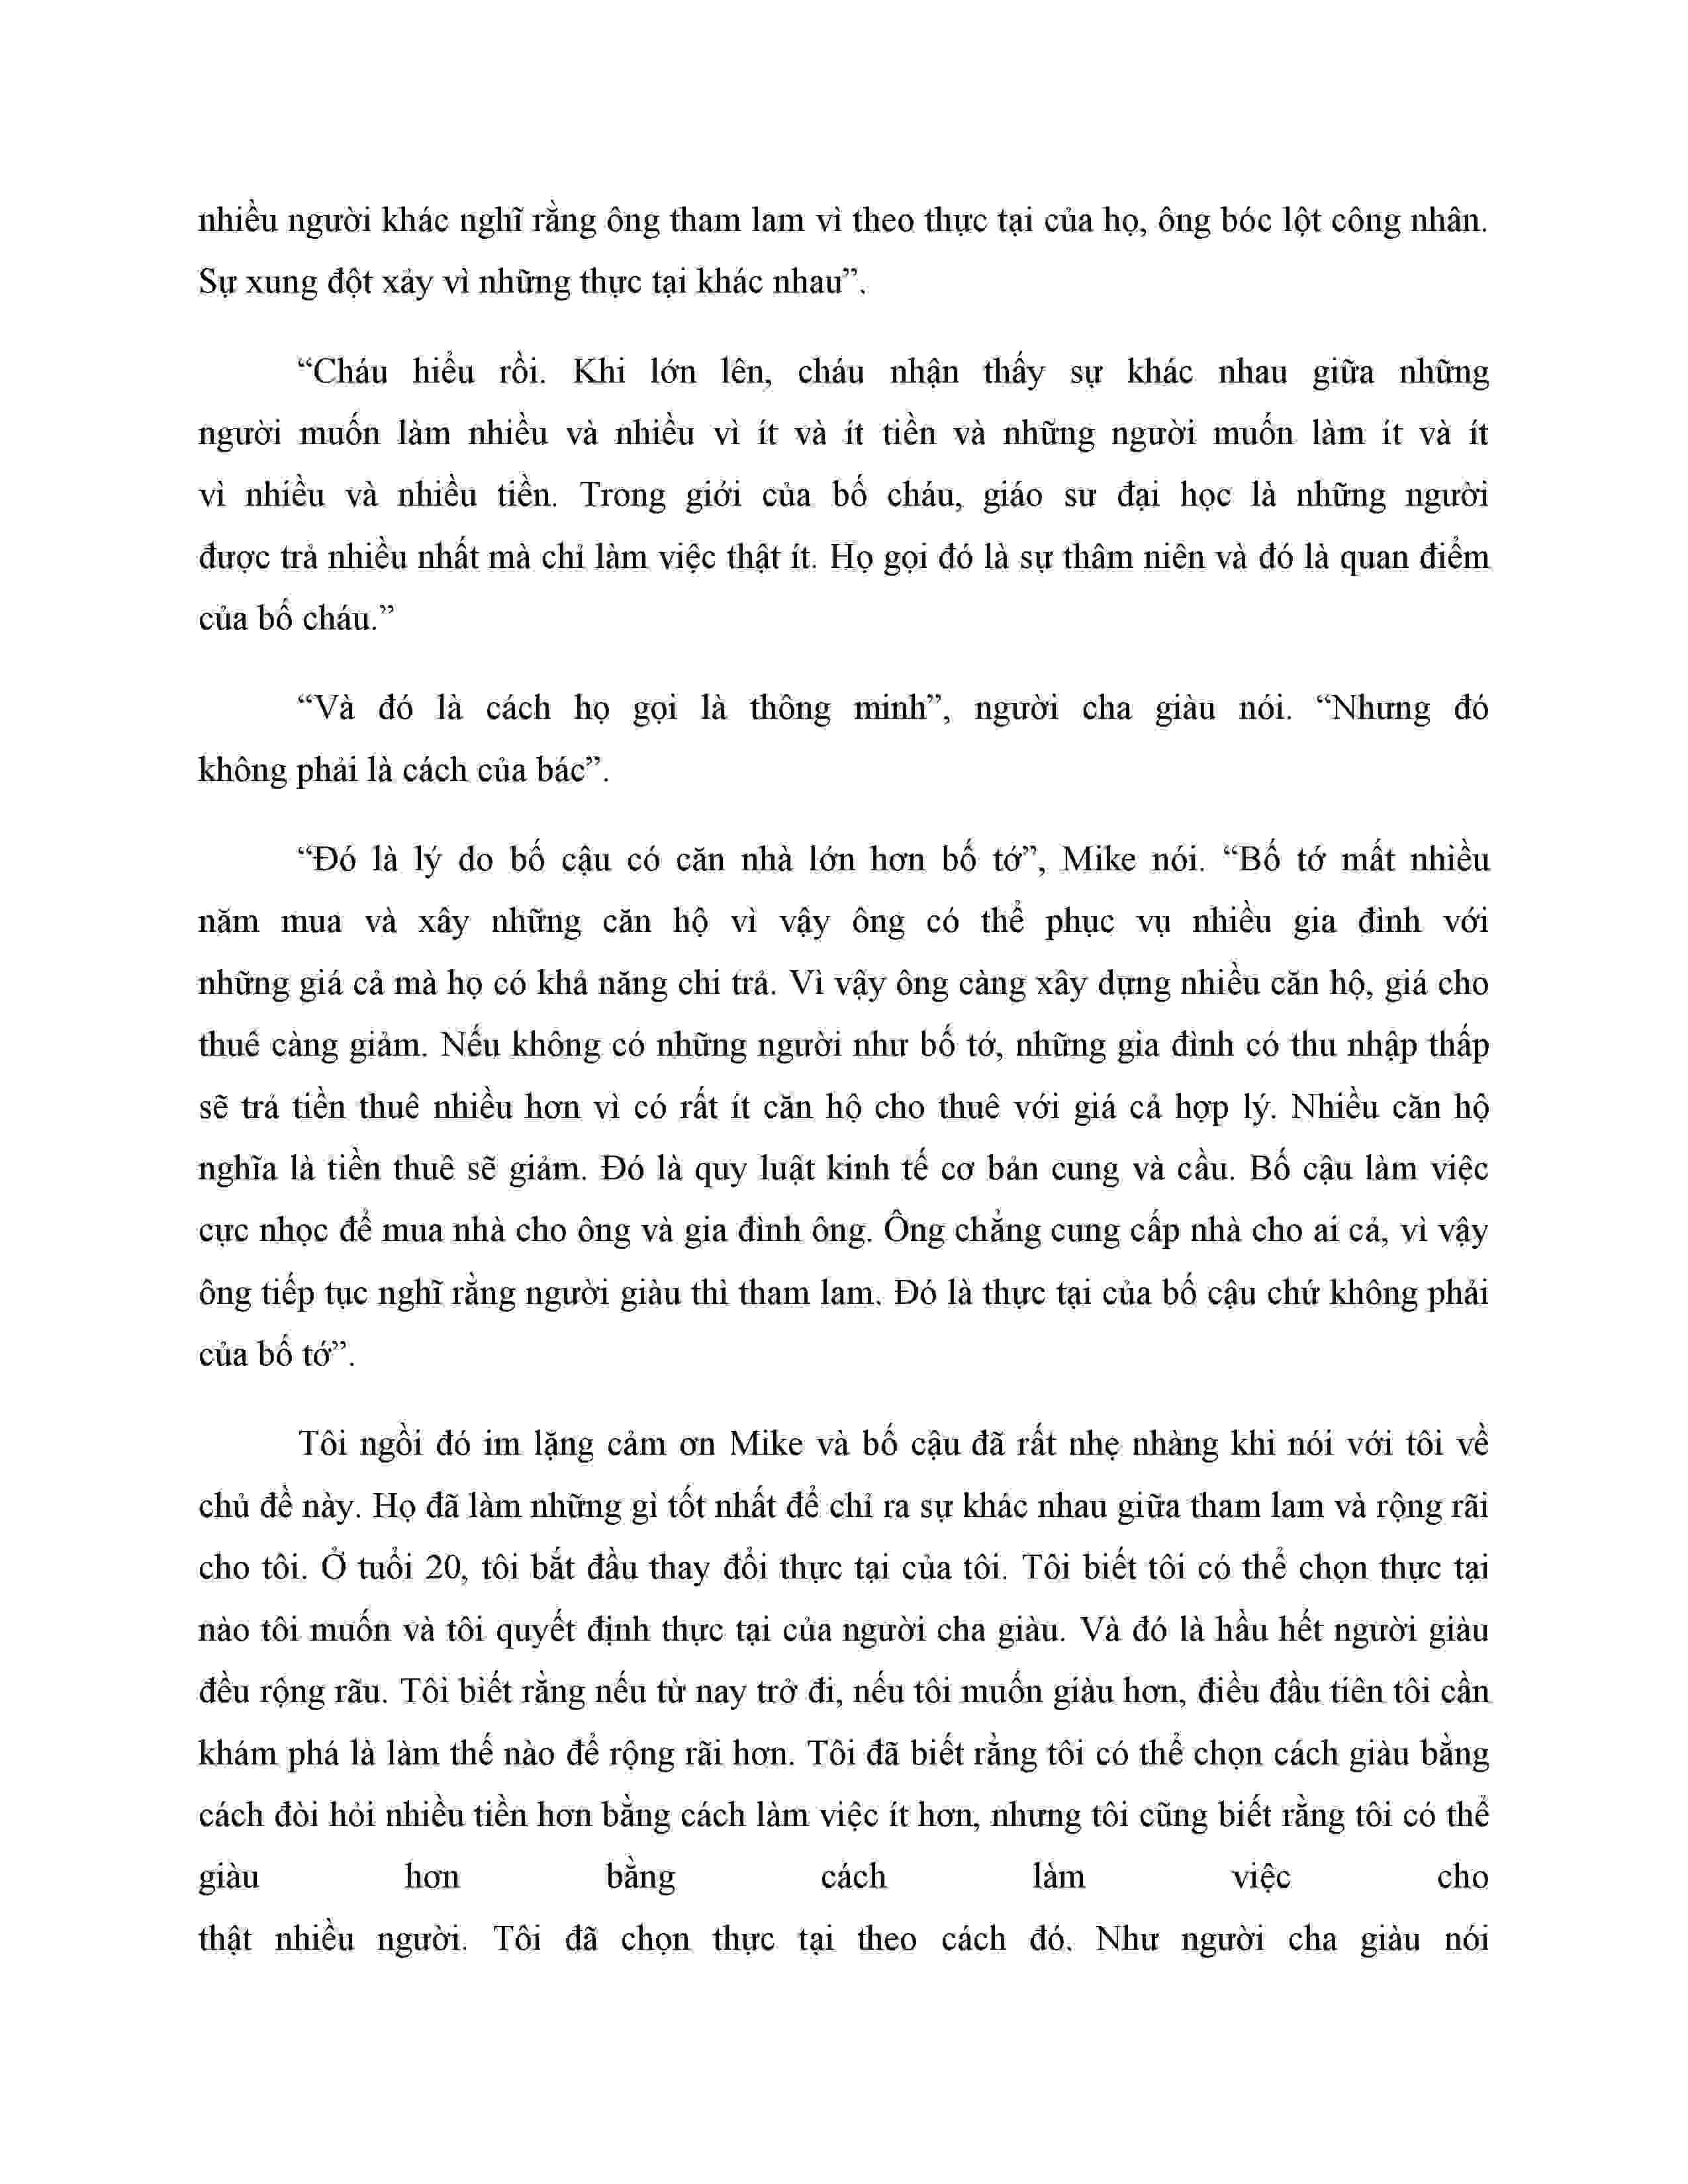 nhiều người khác nghĩ rằng ông tham lam vì theo thực tại của họ, ông bóc lột công nhân.
Sự xung đột xảy vì những thực tại khác nhau”.
“Cháu hiểu rồi. Khi lớn lên, cháu nhận thấy sự khác nhau giữa những
người muốn làm nhiều và nhiều vì ít và ít tiền và những người muốn làm ít và ít
vì nhiều và nhiều tiền. Trong giới của bố cháu, giáo sư đại học là những người
được trả nhiều nhất mà chỉ làm việc thật ít. Họ gọi đó là sự thâm niên và đó là quan điểm
của bố cháu.”
“Và đó là cách họ gọi là thông minh”, người cha giàu nói. “Nhưng đó
không phải là cách của bác”.
“Đó là lý do bố cậu có căn nhà lớn hơn bố tớ”, Mike nói. “Bố tớ mất nhiều
năm mua và xây những căn hộ vì vậy ông có thể phục vụ nhiều gia đình với
những giá cả mà họ có khả năng chi trả. Vì vậy ông càng xây dựng nhiều căn hộ, giá cho
thuê càng giảm. Nếu không có những người như bố tớ, những gia đình có thu nhập thấp
sẽ trả tiền thuê nhiều hơn vì có rất ít căn hộ cho thuê với giá cả hợp lý. Nhiều căn hộ
nghĩa là tiền thuê sẽ giảm. Đó là quy luật kinh tế cơ bản cung và cầu. Bố cậu làm việc
cực nhọc để mua nhà cho ông và gia đình ông. Ông chẳng cung cấp nhà cho ai cả, vì vậy
ông tiếp tục nghĩ rằng người giàu thì tham lam. Đó là thực tại của bố cậu chứ không phải
của bố tớ”.
Tôi ngồi đó im lặng cảm ơn Mike và bố cậu đã rất nhẹ nhàng khi nói với tôi về
chủ đề này. Họ đã làm những gì tốt nhất để chỉ ra sự khác nhau giữa tham lam và rộng rãi
cho tôi. Ở tuổi 20, tôi bắt đầu thay đổi thực tại của tôi. Tôi biết tôi có thể chọn thực tại
nào tôi muốn và tôi quyết định thực tại của người cha giàu. Và đó là hầu hết người giàu
đều rộng rãu. Tôi biết rằng nếu từ nay trở đi, nếu tôi muốn giàu hơn, điều đầu tiên tôi cần
khám phá là làm thế nào để rộng rãi hơn. Tôi đã biết rằng tôi có thể chọn cách giàu bằng
cách đòi hỏi nhiều tiền hơn bằng cách làm việc ít hơn, nhưng tôi cũng biết rằng tôi có thể
giàu hơn bằng cách làm việc cho
thật nhiều người. Tôi đã chọn thực tại theo cách đó. Như người cha giàu nói